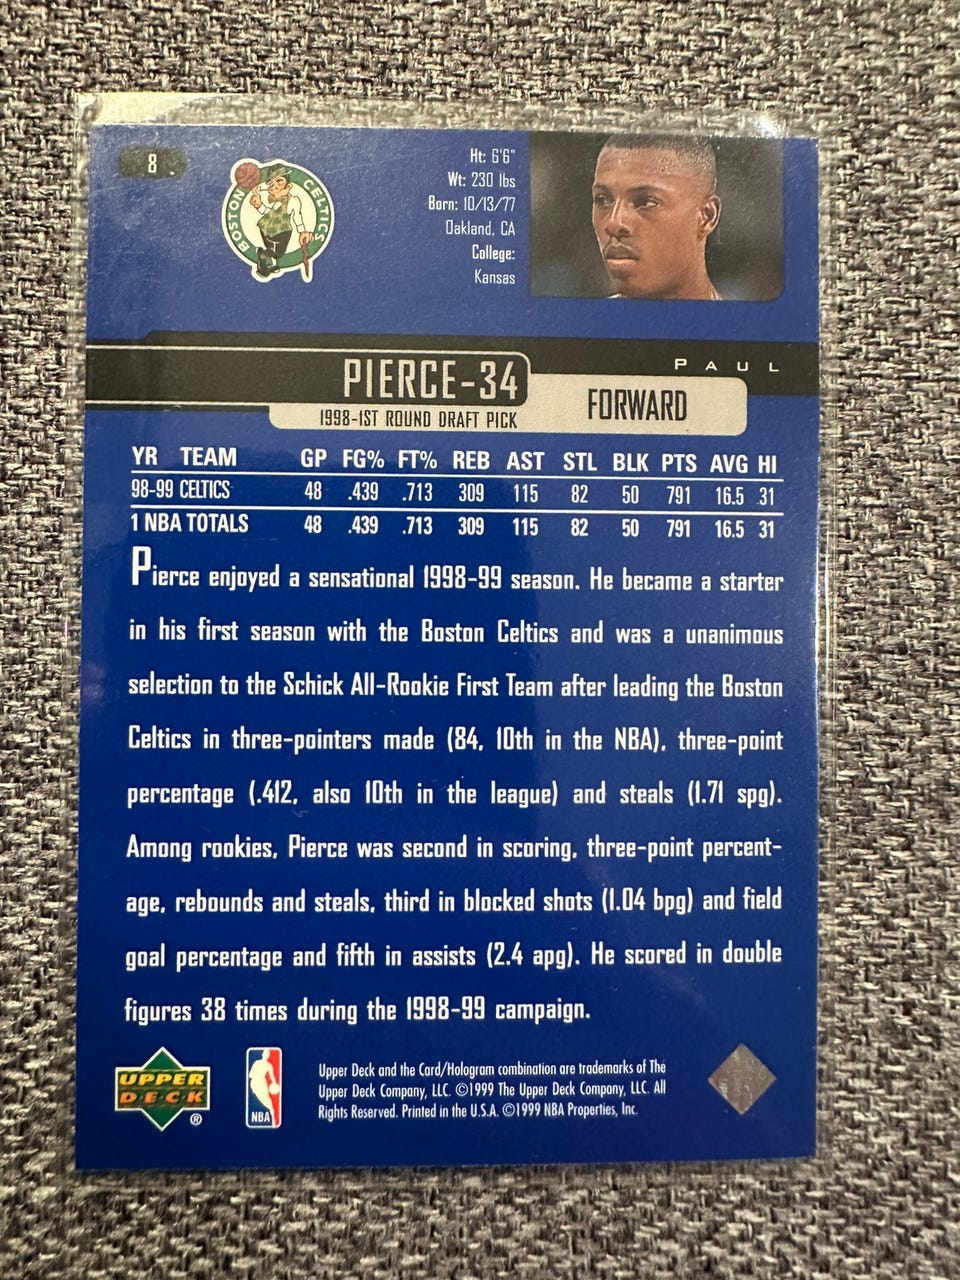 8
BOSTON CELTICS
Ht: 6'6"
Wt: 230 lbs
Born: 10/13/77
Oakland, CA
College:
Kansas
PAUL
PIERCE-34
FORWARD
1998-1ST ROUND DRAFT PICK
YR TEAM GP FG% FT% REB AST STL BLK PTS AVG HI
98-99 CELTICS 48 .439 .713 309 115 82 50 791 16.5 31
1 NBA TOTALS 48 .439 .713 309 115 82 50 791 16.5 31
Pierce enjoyed a sensational 1998-99 season. He became a starter
in his first season with the Boston Celtics and was a unanimous
selection to the Schick All-Rookie First Team after leading the Boston
Celtics in three-pointers made (84, 10th in the NBA), three-point
percentage (.412, also 10th in the league) and steals (1.71 spg).
Among rookies, Pierce was second in scoring, three-point percent-
age, rebounds and steals, third in blocked shots (1.04 bpg) and field
goal percentage and fifth in assists (2.4 apg). He scored in double
figures 38 times during the 1998-99 campaign.
UPPER
DECK
®
NBA
Upper Deck and the Card/Hologram combination are trademarks of The
Upper Deck Company, LLC. ©1999 The Upper Deck Company, LLC. All
Rights Reserved. Printed in the U.S.A. ©1999 NBA Properties, Inc.